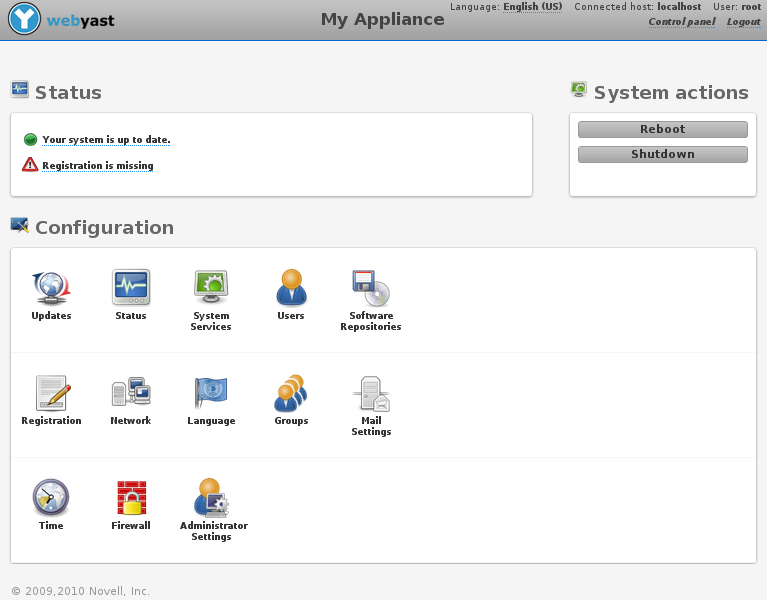 webyast
My Appliance
Language: English (US) Connected host: localhost User: root
Control panel Logout
Status
System actions
Your system is up to date.
Registration is missing
Reboot
Shutdown
Configuration
Updates
Status
System
Services
Users
Software
Repositories
Registration
Network
Language
Groups
Mail
Settings
Time
Firewall
Administrator
Settings
© 2009,2010 Novell, Inc.